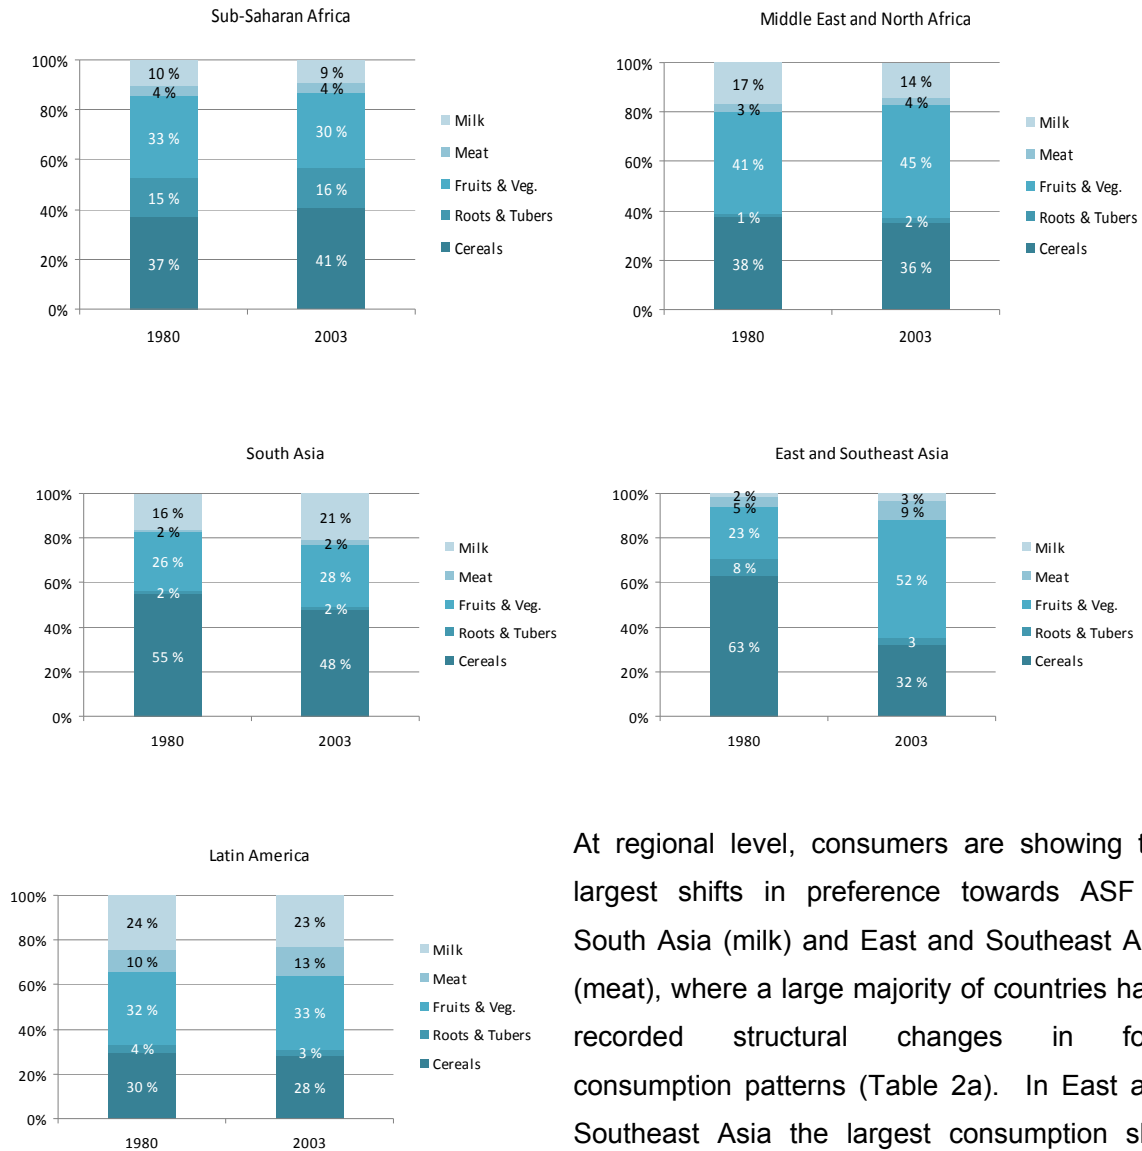 Sub-Saharan Africa
100%
80%
60%
40%
20%
0%
10 %
4 %
33 %
15 %
37 %
9 %
4 %
30 %
16 %
41 %
1980
2003
Milk
Meat
Fruits & Veg.
Roots & Tubers
Cereals
Middle East and North Africa
100%
80%
60%
40%
20%
0%
17 %
3 %
41 %
1 %
38 %
14 %
4 %
45 %
2 %
36 %
1980
2003
Milk
Meat
Fruits & Veg.
Roots & Tubers
Cereals
South Asia
100%
80%
60%
40%
20%
0%
16 %
2 %
26 %
2 %
55 %
21 %
2 %
28 %
2 %
48 %
1980
2003
Milk
Meat
Fruits & Veg.
Roots & Tubers
Cereals
East and Southeast Asia
100%
80%
60%
40%
20%
0%
2 %
5 %
23 %
8 %
63 %
3 %
9 %
52 %
3
32 %
1980
2003
Milk
Meat
Fruits & Veg.
Roots & Tubers
Cereals
Latin America
100%
80%
60%
40%
20%
0%
24 %
10 %
32 %
4 %
30 %
23 %
13 %
33 %
3 %
28 %
1980
2003
Milk
Meat
Fruits & Veg.
Roots & Tubers
Cereals
At regional level, consumers are showing
largest shifts in preference towards ASF
South Asia (milk) and East and Southeast
(meat), where a large majority of countries
recorded structural changes in
consumption patterns (Table 2a). In East
Southeast Asia the largest consumption